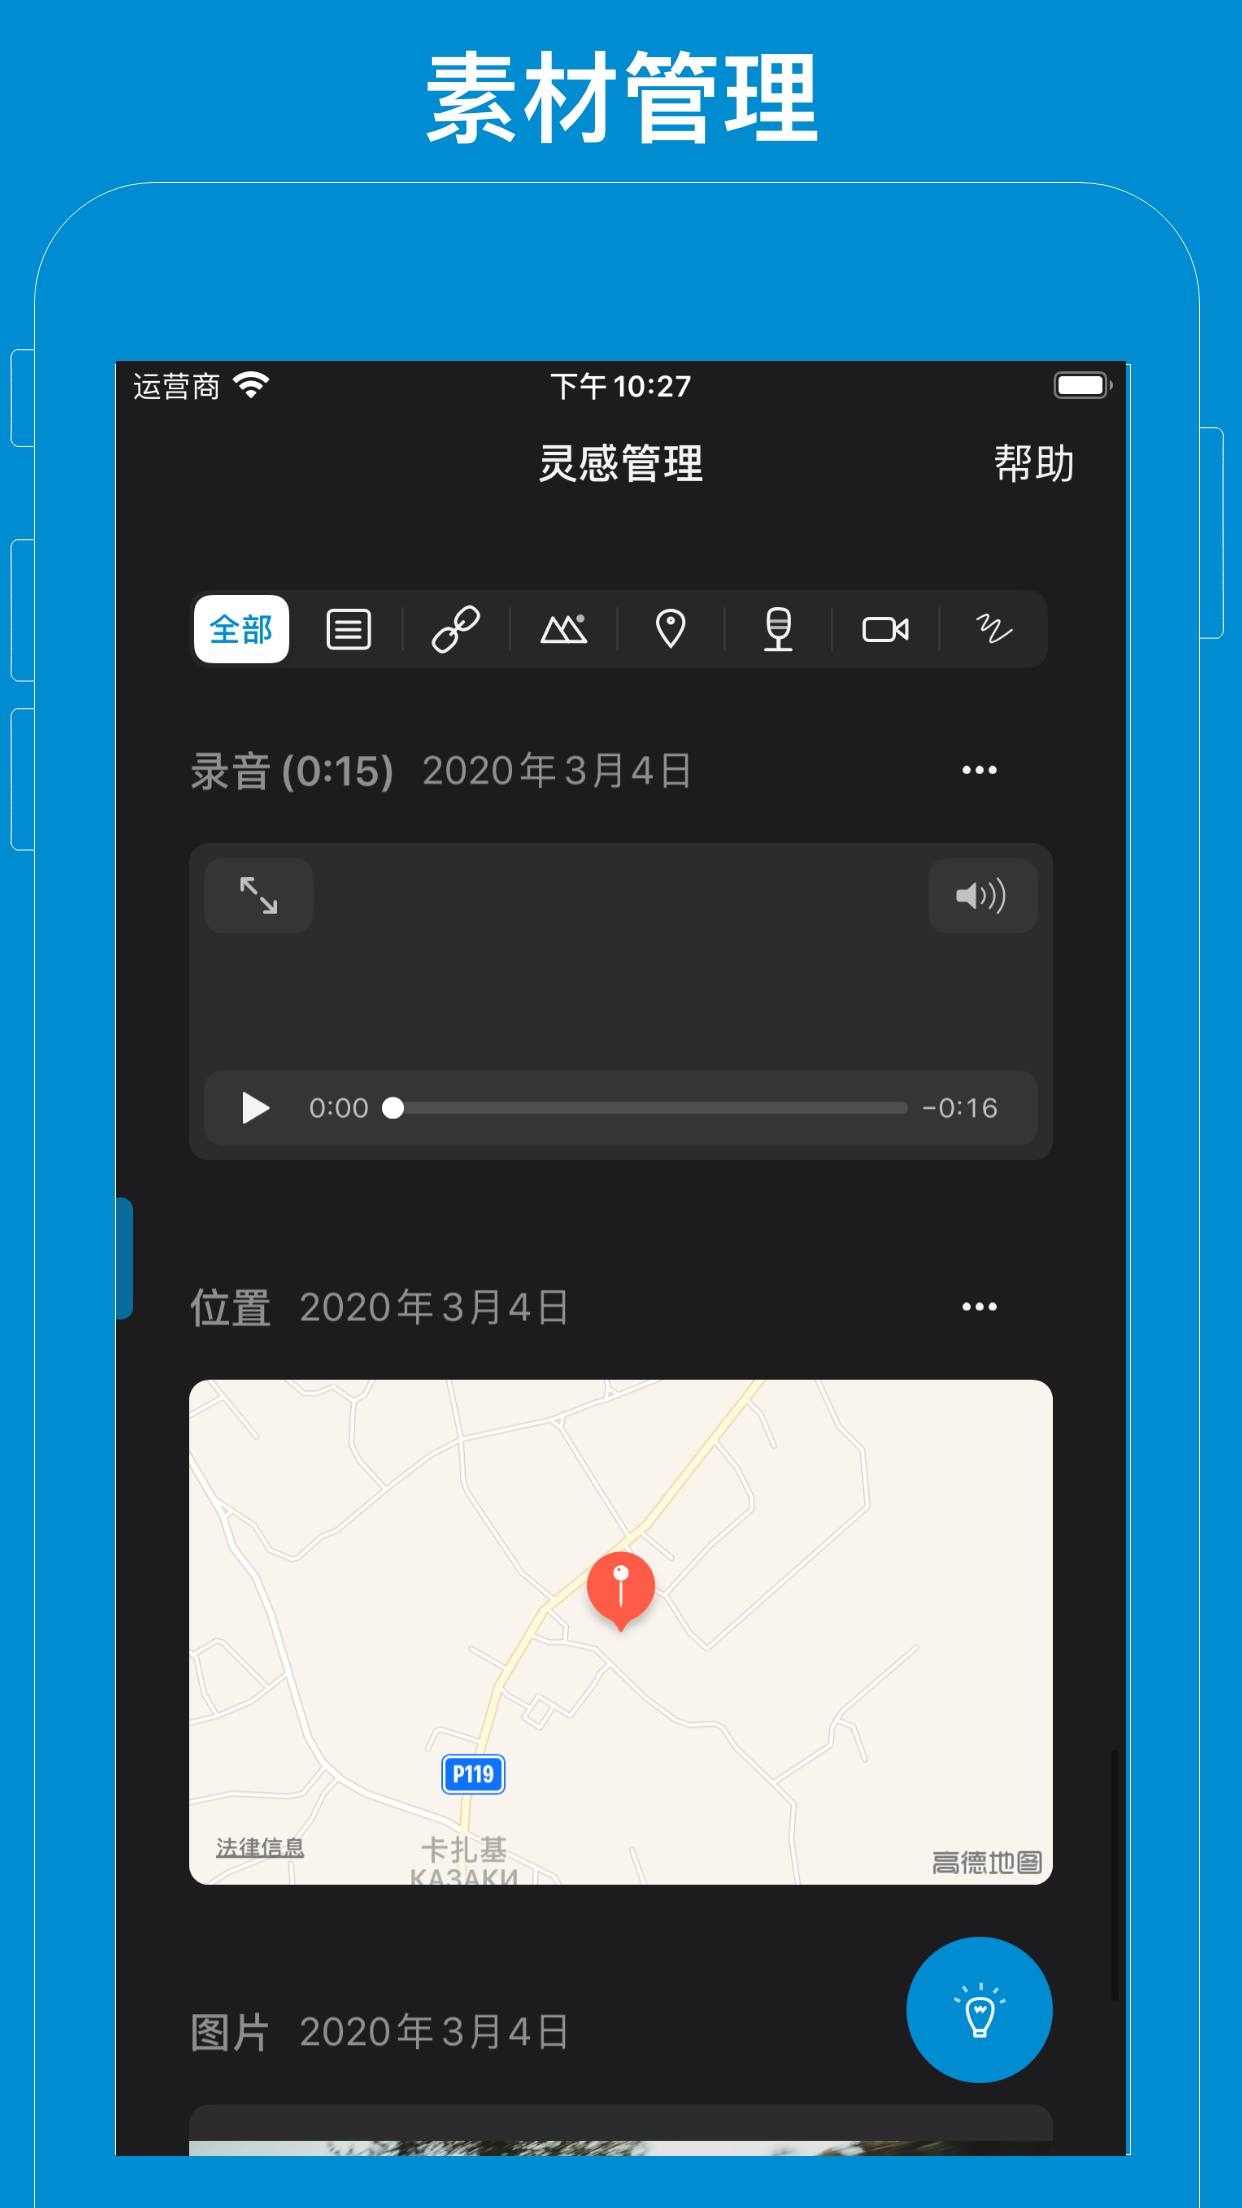 素材管理
运营商 下午10:27
灵感管理 帮助
全部
录音 (0:15) 2020年3月4日
0:00 -0:16
位置 2020年3月4日
P119
法律信息
卡扎基
КАЗАКИ
高德地图
图片 2020年3月4日